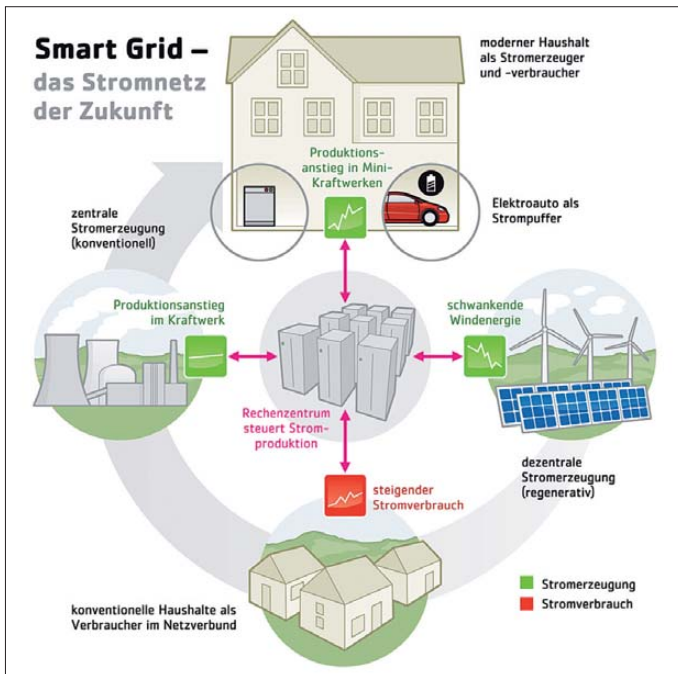 Smart Grid –
das Stromnetz
der Zukunft
moderner Haushalt
als Stromerzeuger
und -verbraucher
Produktions-
anstieg in Mini-
Kraftwerken
Elektroauto als
Strompuffer
zentrale
Stromerzeugung
(konventionell)
Produktionsanstieg
im Kraftwerk
schwankende
Windenergie
Rechenzentrum
steuert Strom-
produktion
dezentrale
Stromerzeugung
(regenerativ)
steigender
Stromverbrauch
konventionelle Haushalte als
Verbraucher im Netzverbund
Stromerzeugung
Stromverbrauch